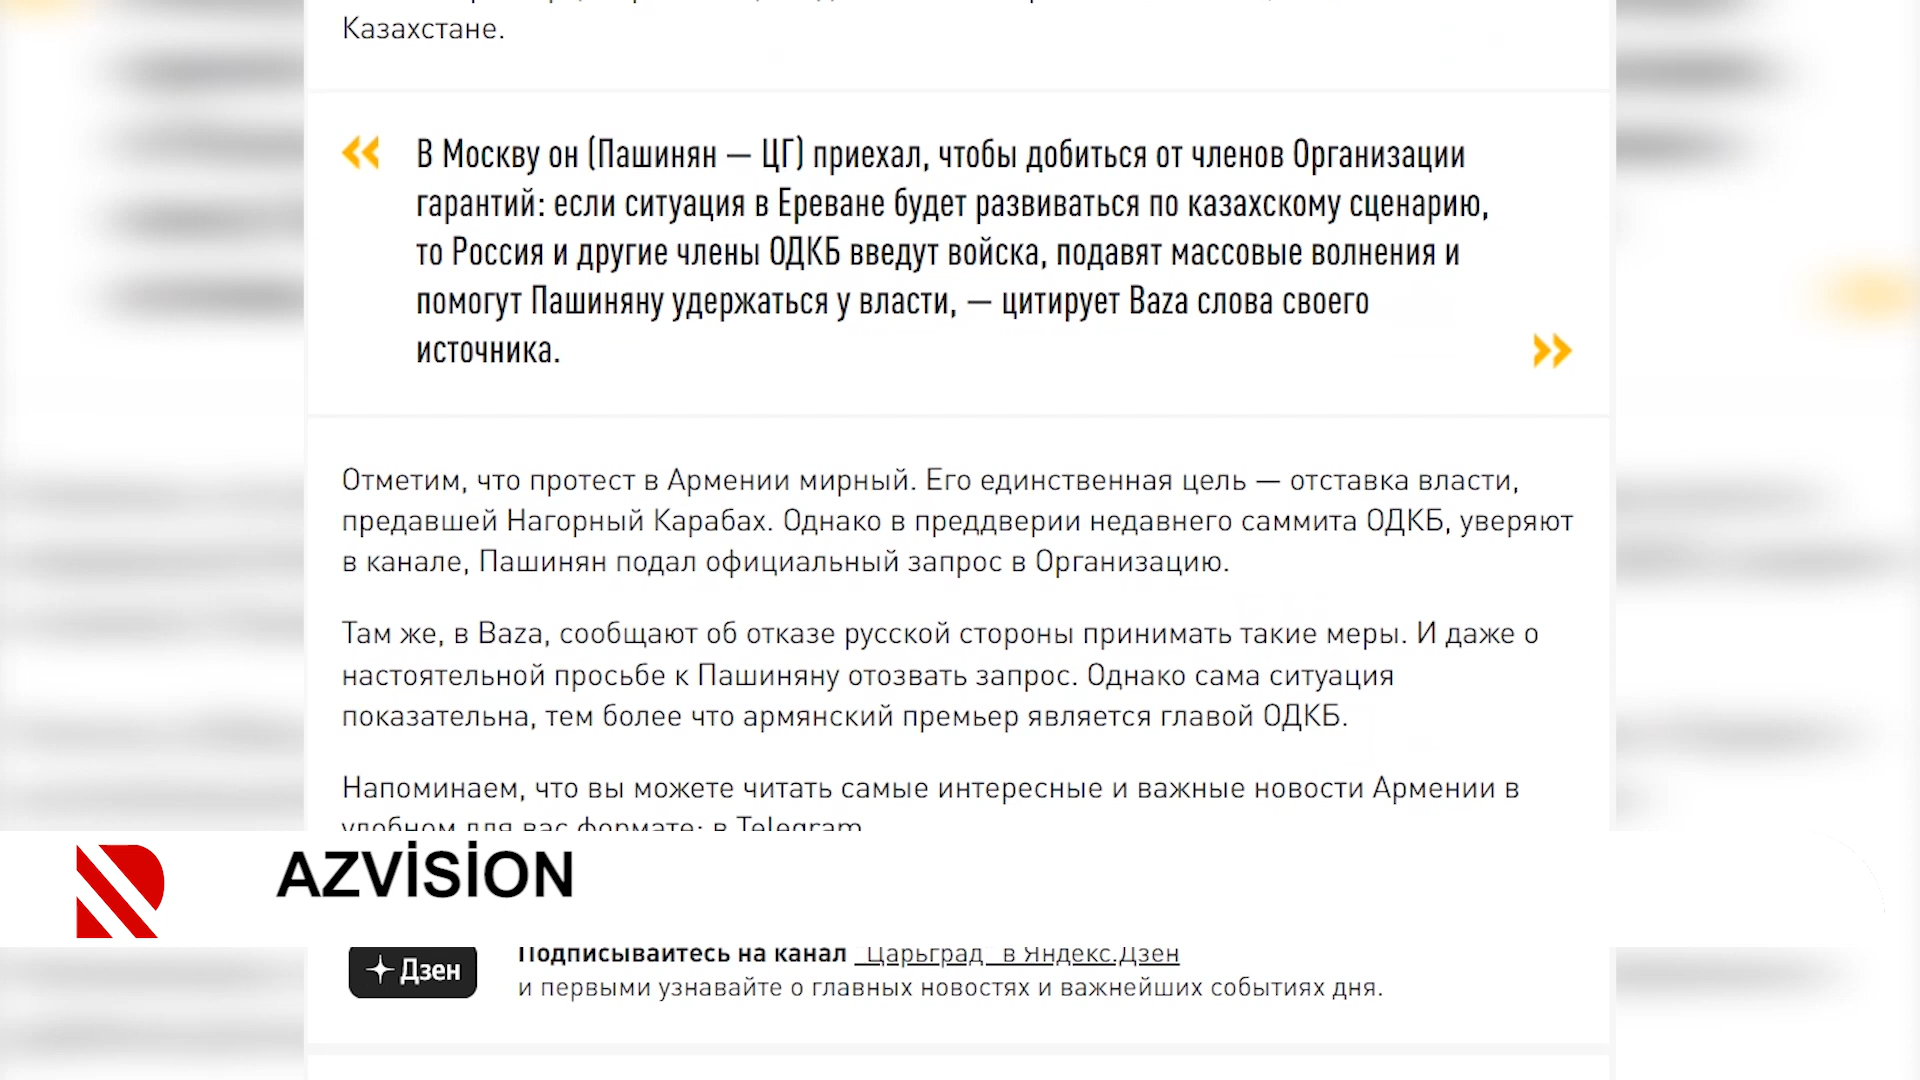 Казахстане.
« В Москву он (Пашинян — ЦГ) приехал, чтобы добиться от членов Организации
гарантий: если ситуация в Ереване будет развиваться по казахскому сценарию,
то Россия и другие члены ОДКБ введут войска, подавят массовые волнения и
помогут Пашиняну удержаться у власти, — цитирует Baza слова своего
источника. »
Отметим, что протест в Армении мирный. Его единственная цель — отставка власти,
предавшей Нагорный Карабах. Однако в преддверии недавнего саммита ОДКБ, уверяют
в канале, Пашинян подал официальный запрос в Организацию.
Там же, в Baza, сообщают об отказе русской стороны принимать такие меры. И даже о
настоятельной просьбе к Пашиняну отозвать запрос. Однако сама ситуация
показательна, тем более что армянский премьер является главой ОДКБ.
Напоминаем, что вы можете читать самые интересные и важные новости Армении в
удобном для вас формате: в Telegram
AZVİSİON
Дзен
Подписывайтесь на канал "Царьград" в Яндекс.Дзен
и первыми узнавайте о главных новостях и важнейших событиях дня.